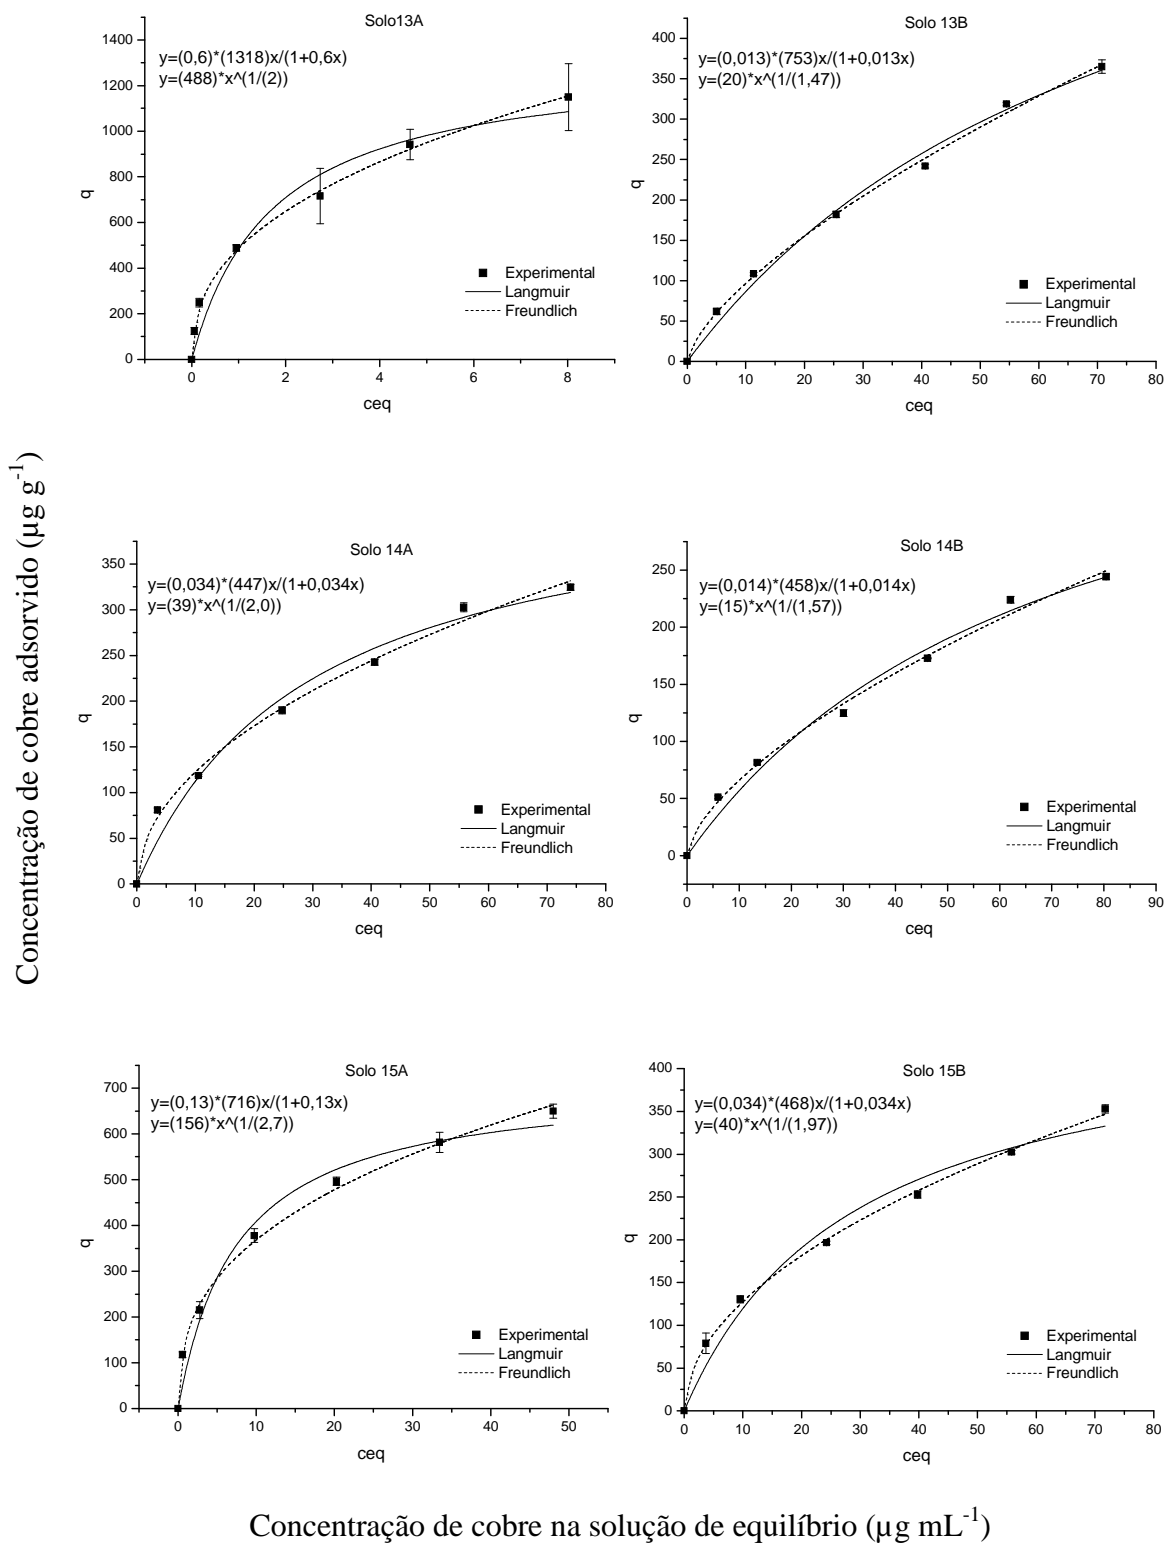 Solo13A
y=(0,6)*(1318)x/(1+0,6x)
y=(488)*x^(1/(2))
1400
1200
1000
800
600
400
200
0
q
Experimental
Langmuir
Freundlich
0 2 4 6 8
ceq
Solo 13B
y=(0,013)*(753)x/(1+0,013x)
y=(20)*x^(1/(1,47))
400
350
300
250
200
150
100
50
0
q
Experimental
Langmuir
Freundlich
0 10 20 30 40 50 60 70 80
ceq
Concentração de cobre adsorvido (µg g-1)
Solo 14A
y=(0,034)*(447)x/(1+0,034x)
y=(39)*x^(1/(2,0))
350
300
250
200
150
100
50
0
q
Experimental
Langmuir
Freundlich
0 10 20 30 40 50 60 70 80
ceq
Solo 14B
y=(0,014)*(458)x/(1+0,014x)
y=(15)*x^(1/(1,57))
250
200
150
100
50
0
q
Experimental
Langmuir
Freundlich
0 10 20 30 40 50 60 70 80 90
ceq
Solo 15A
y=(0,13)*(716)x/(1+0,13x)
y=(156)*x^(1/(2,7))
700
600
500
400
300
200
100
0
q
Experimental
Langmuir
Freundlich
0 10 20 30 40 50
ceq
Solo 15B
y=(0,034)*(468)x/(1+0,034x)
y=(40)*x^(1/(1,97))
400
350
300
250
200
150
100
50
0
q
Experimental
Langmuir
Freundlich
0 10 20 30 40 50 60 70 80
ceq
Concentração de cobre na solução de equilíbrio (µg mL-1)